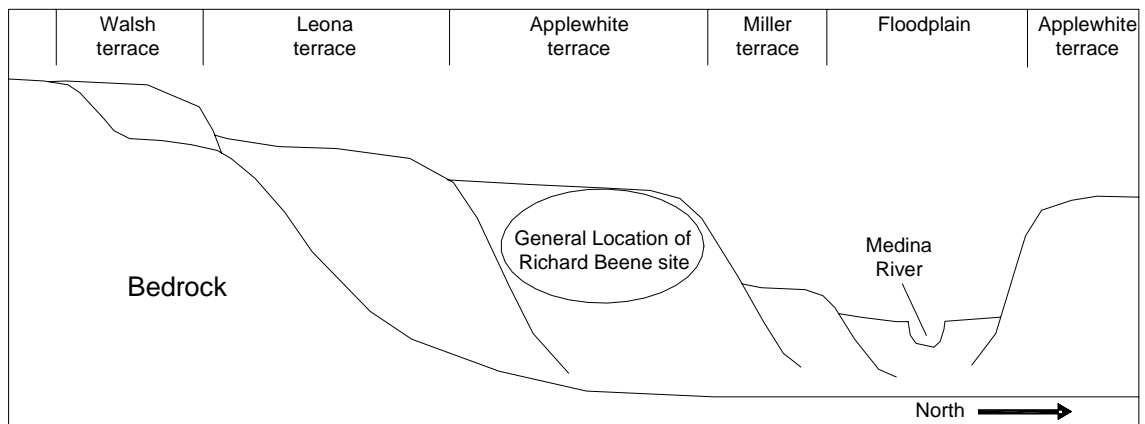 Walsh
terrace
Leona
terrace
Applewhite
terrace
Miller
terrace
Floodplain
Applewhite
terrace
General Location of
Richard Beene site
Medina
River
Bedrock
North